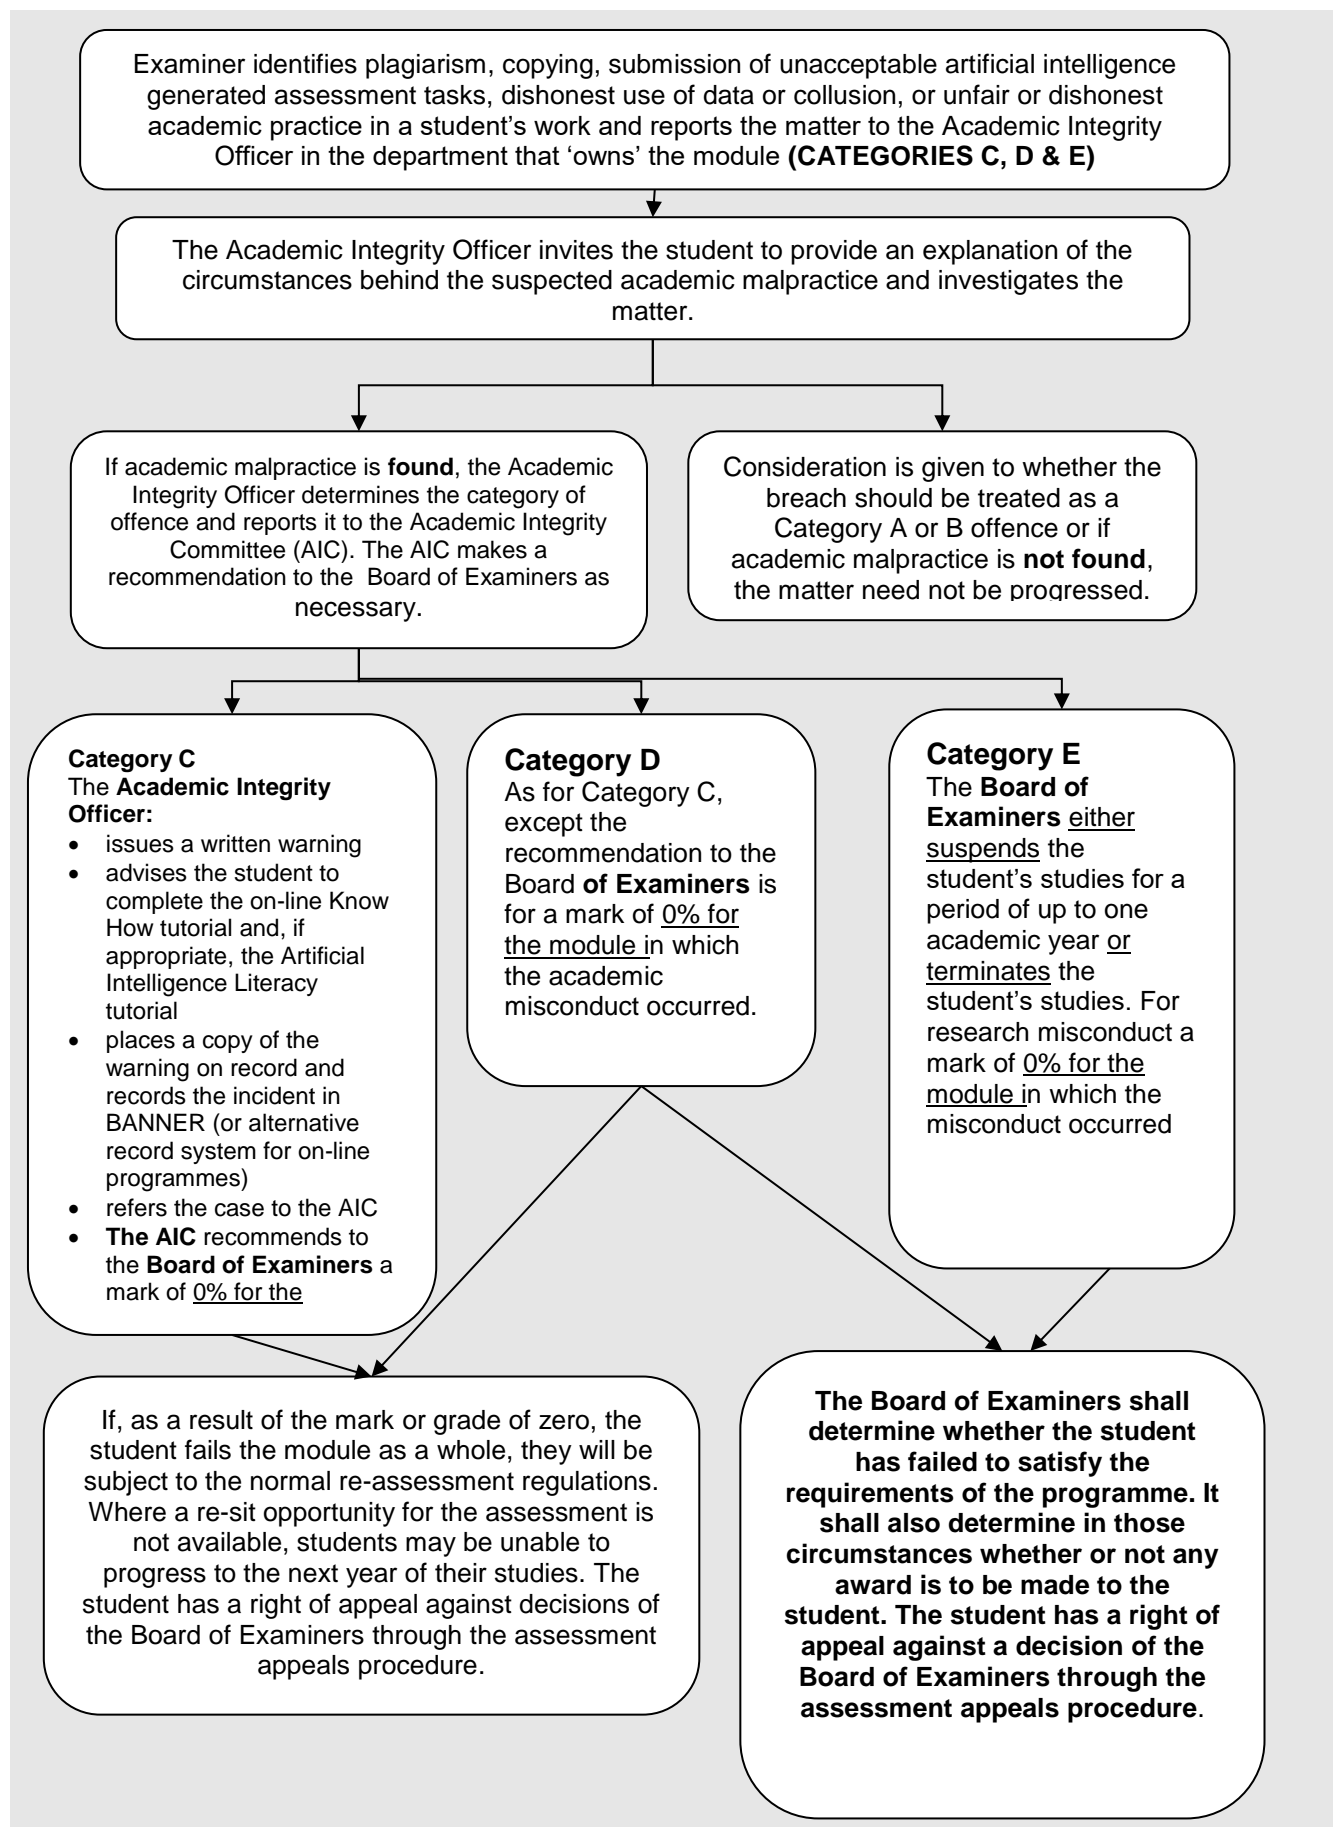 Examiner identifies plagiarism, copying, submission of unacceptable artificial intelligence
generated assessment tasks, dishonest use of data or collusion, or unfair or dishonest
academic practice in a student’s work and reports the matter to the Academic Integrity
Officer in the department that ‘owns’ the module (CATEGORIES C, D & E)
The Academic Integrity Officer invites the student to provide an explanation of the
circumstances behind the suspected academic malpractice and investigates the
matter.
If academic malpractice is found, the Academic
Integrity Officer determines the category of
offence and reports it to the Academic Integrity
Committee (AIC). The AIC makes a
recommendation to the Board of Examiners as
necessary.
Consideration is given to whether the
breach should be treated as a
Category A or B offence or if
academic malpractice is not found,
the matter need not be progressed.
Category C
The Academic Integrity
Officer:
• issues a written warning
• advises the student to
complete the on-line Know
How tutorial and, if
appropriate, the Artificial
Intelligence Literacy
tutorial
• places a copy of the
warning on record and
records the incident in
BANNER (or alternative
record system for on-line
programmes)
• refers the case to the AIC
• The AIC recommends to
the Board of Examiners a
mark of 0% for the
Category D
As for Category C,
except the
recommendation to the
Board of Examiners is
for a mark of 0% for
the module in which
the academic
misconduct occurred.
Category E
The Board of
Examiners either
suspends the
student’s studies for a
period of up to one
academic year or
terminates the
student’s studies. For
research misconduct a
mark of 0% for the
module in which the
misconduct occurred
If, as a result of the mark or grade of zero, the
student fails the module as a whole, they will be
subject to the normal re-assessment regulations.
Where a re-sit opportunity for the assessment is
not available, students may be unable to
progress to the next year of their studies. The
student has a right of appeal against decisions of
the Board of Examiners through the assessment
appeals procedure.
The Board of Examiners shall
determine whether the student
has failed to satisfy the
requirements of the programme. It
shall also determine in those
circumstances whether or not any
award is to be made to the
student. The student has a right of
appeal against a decision of the
Board of Examiners through the
assessment appeals procedure.